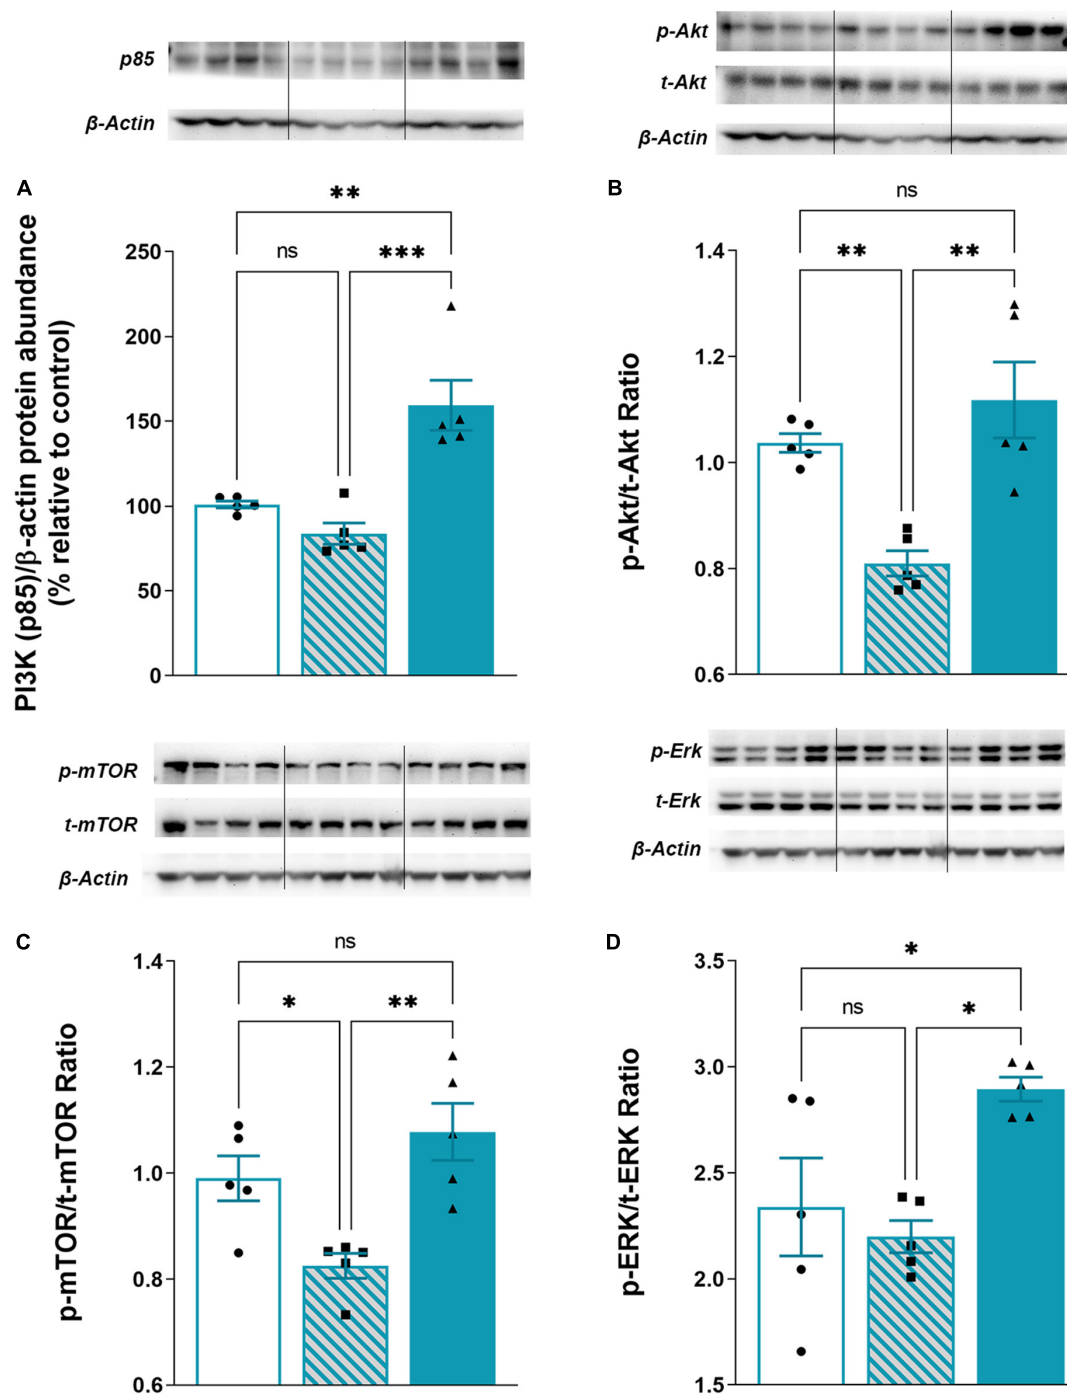 p85
β-Actin
p-Akt
t-Akt
β-Actin
A
**
ns
***
250
200
150
100
50
0
PI3K (p85)/β-actin protein abundance
(% relative to control)
B
ns
**
**
1.4
1.2
1.0
0.8
0.6
p-Akt/t-Akt Ratio
p-mTOR
t-mTOR
β-Actin
p-Erk
t-Erk
β-Actin
C
ns
*
**
1.4
1.2
1.0
0.8
0.6
p-mTOR/t-mTOR Ratio
D
*
ns
*
3.5
3.0
2.5
2.0
1.5
p-ERK/t-ERK Ratio